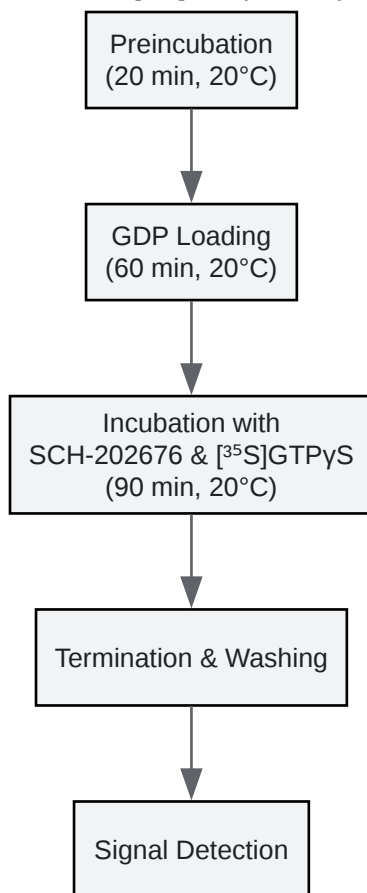 Preincubation
(20 min, 20°C)
GDP Loading
(60 min, 20°C)
Incubation with
SCH-202676 & [³⁵S]GTPγS
(90 min, 20°C)
Termination & Washing
Signal Detection